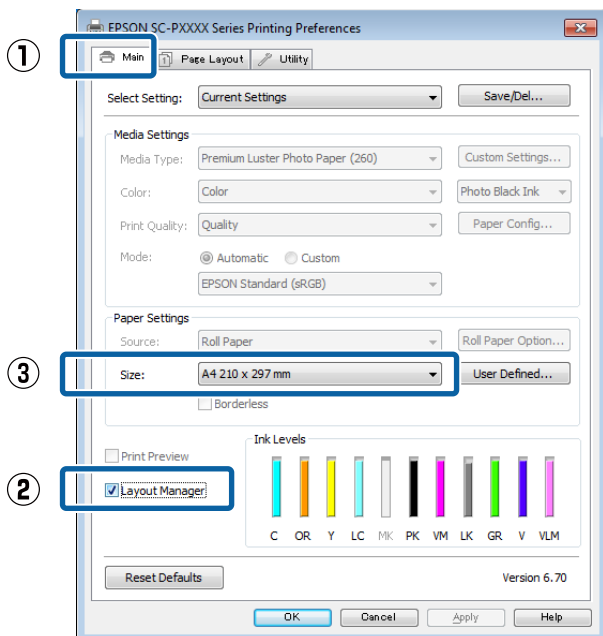 EPSON SC-PXXXX Series Printing Preferences
① Main Page Layout Utility
Select Setting: Current Settings Save/Del...
Media Settings
Media Type: Premium Luster Photo Paper (260) Custom Settings...
Color: Color Photo Black Ink
Print Quality: Quality Paper Config...
Mode: Automatic Custom
EPSON Standard (sRGB)
Paper Settings
Source: Roll Paper Roll Paper Option...
③ Size: A4 210 x 297 mm User Defined...
Borderless
Ink Levels
Print Preview
② Layout Manager
C OR Y LC MK PK VM LK GR V VLM
Reset Defaults Version 6.70
OK Cancel Apply Help